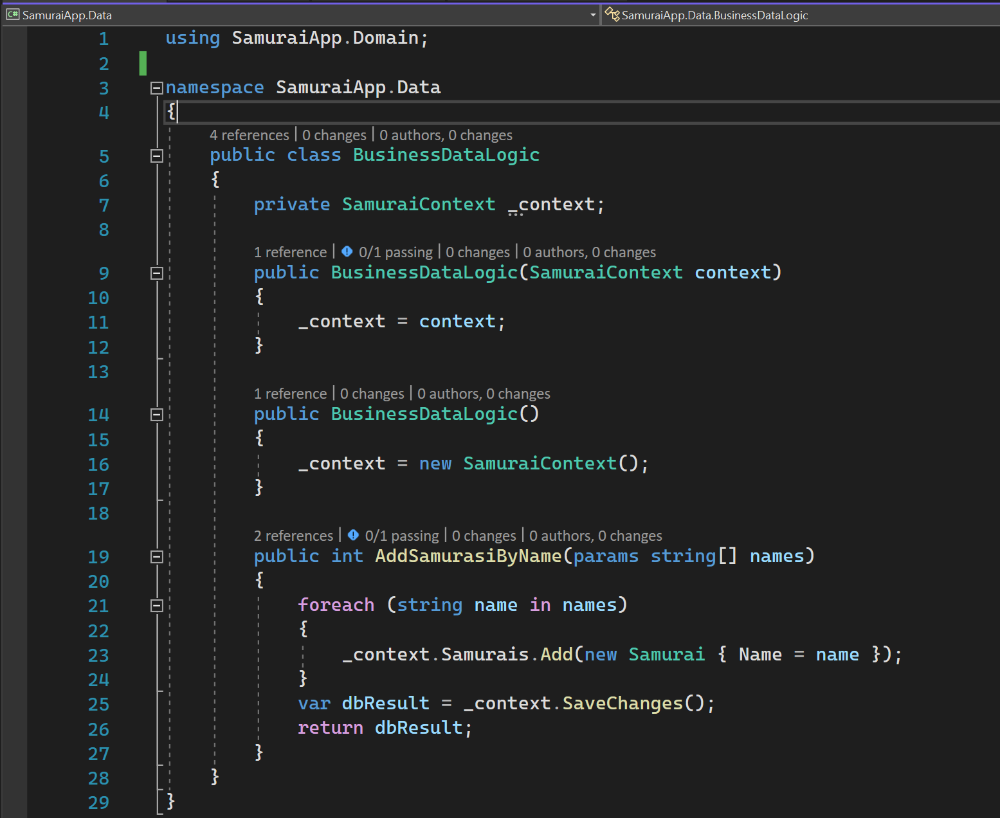 C# SamuraiApp.Data SamuraiApp.Data.BusinessDataLogic
1 using SamuraiApp.Domain;
2
3 namespace SamuraiApp.Data
4 {
4 references | 0 changes | 0 authors, 0 changes
5 public class BusinessDataLogic
6 {
7 private SamuraiContext _context;
8
1 reference | 0/1 passing | 0 changes | 0 authors, 0 changes
9 public BusinessDataLogic(SamuraiContext context)
10 {
11 _context = context;
12 }
13
1 reference | 0 changes | 0 authors, 0 changes
14 public BusinessDataLogic()
15 {
16 _context = new SamuraiContext();
17 }
18
2 references | 0/1 passing | 0 changes | 0 authors, 0 changes
19 public int AddSamurasiByName(params string[] names)
20 {
21 foreach (string name in names)
22 {
23 _context.Samurais.Add(new Samurai { Name = name });
24 }
25 var dbResult = _context.SaveChanges();
26 return dbResult;
27 }
28 }
29 }